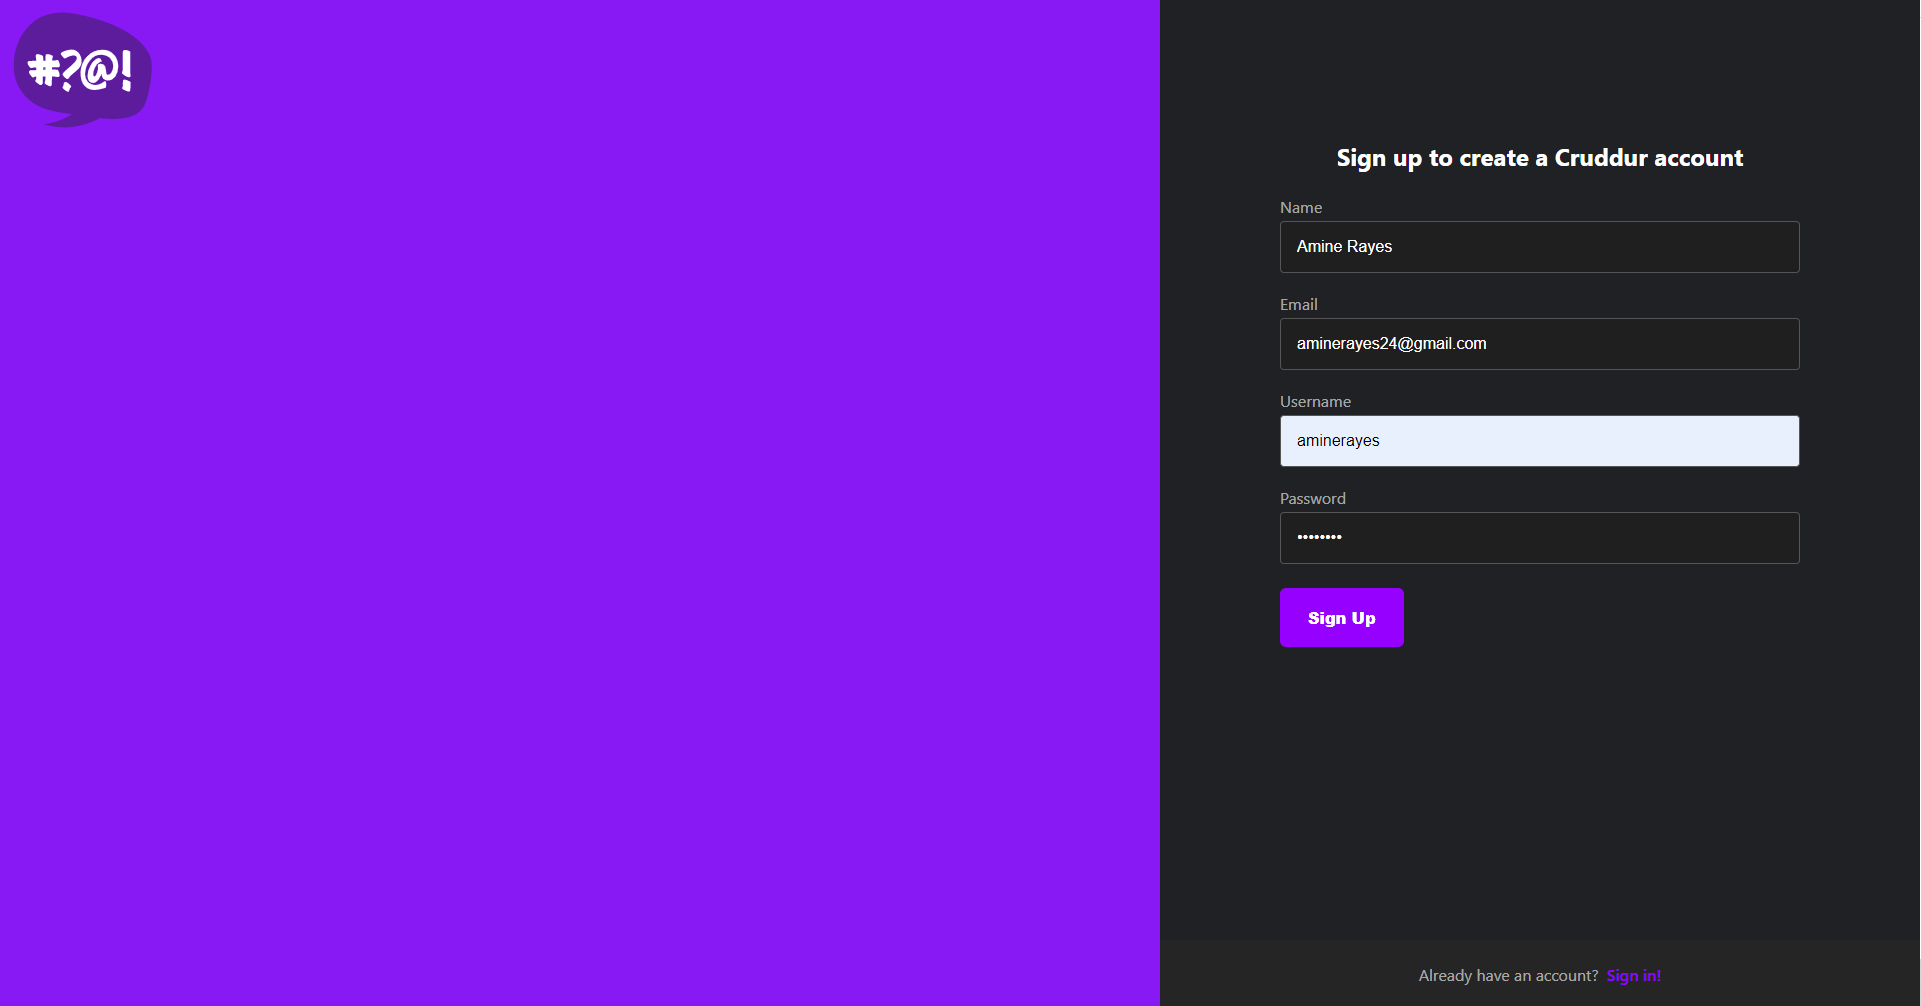 #?@!
Sign up to create a Cruddur account
Name
Amine Rayes
Email
aminerayes24@gmail.com
Username
aminerayes
Password
••••••••
Sign Up
Already have an account? Sign in!